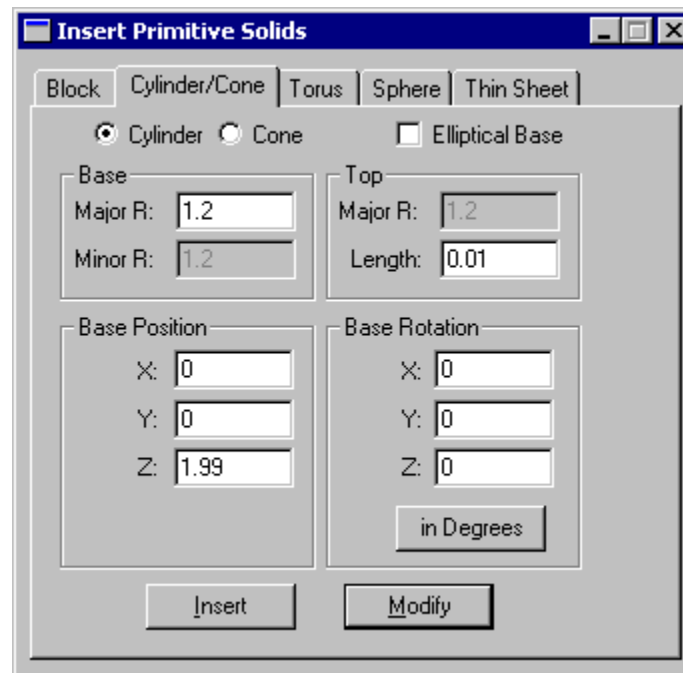 Insert Primitive Solids
Block Cylinder/Cone Torus Sphere Thin Sheet
Cylinder Cone Elliptical Base
Base Top
Major R: 1.2 Major R: 1.2
Minor R: 1.2 Length: 0.01
Base Position Base Rotation
X: 0 X: 0
Y: 0 Y: 0
Z: 1.99 Z: 0
in Degrees
Insert Modify